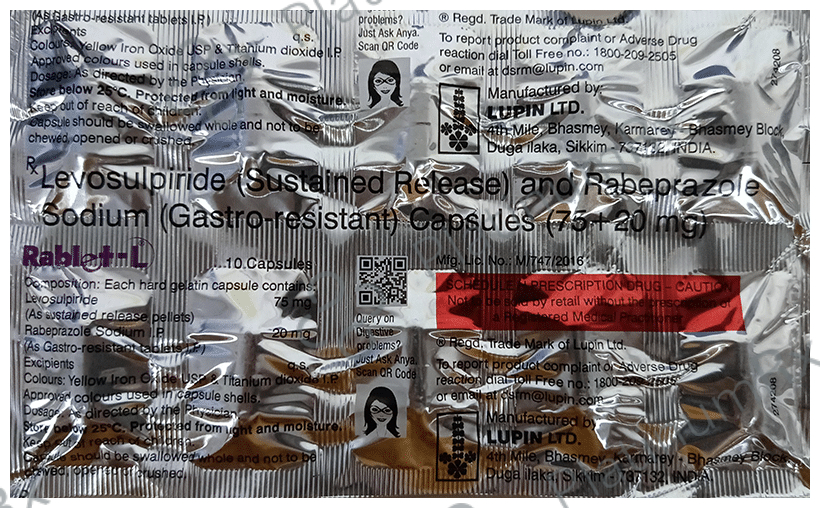 (As Gastro-resistant tablets I.P)
Excipients q.s.
Colours: Yellow Iron Oxide USP & Titanium dioxide I.P
Approved colours used in capsule shells.
Dosage: As directed by the Physician.
Store below 25°C. Protected from light and moisture.
Keep out of reach of children.
Capsule should be swallowed whole and not to be
chewed, opened or crushed.
problems?
Just Ask Anya.
Scan QR Code
® Regd. Trade Mark of Lupin Ltd.
To report product complaint or Adverse Drug
reaction dial Toll Free no.: 1800-209-2505
or email at dsrm@lupin.com
Manufactured by:
LUPIN LTD.
4th Mile, Bhasmey, Karmarey - Bhasmey Block,
Duga ilaka, Sikkim - 737132, INDIA.
274208
Rx
Levosulpiride (Sustained Release) and Rabeprazole
Sodium (Gastro-resistant) Capsules (75+20 mg)
Rablet-L®
10 Capsules
Composition: Each hard gelatin capsule contains:
Levosulpiride 75 mg
(As sustained release pellets)
Rabeprazole Sodium I.P 20 mg
(As Gastro-resistant tablets I.P)
Excipients q.s.
Colours: Yellow Iron Oxide USP & Titanium dioxide I.P
Approved colours used in capsule shells.
Dosage: As directed by the Physician.
Store below 25°C. Protected from light and moisture.
Keep out of reach of children.
Capsule should be swallowed whole and not to be
chewed, opened or crushed.
Query on
Digestive
problems?
Just Ask Anya.
Scan QR Code
Mfg. Lic. No.: M/747/2016
SCHEDULE H PRESCRIPTION DRUG – CAUTION
Not to be sold by retail without the prescription of
a Registered Medical Practitioner
® Regd. Trade Mark of Lupin Ltd.
To report product complaint or Adverse Drug
reaction dial Toll Free no.: 1800-209-2505
or email at dsrm@lupin.com
Manufactured by:
LUPIN LTD.
4th Mile, Bhasmey, Karmarey - Bhasmey Block,
Duga ilaka, Sikkim - 737132, INDIA.
274208